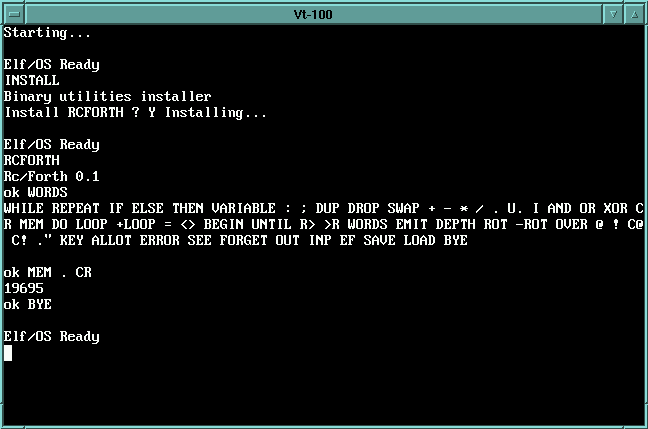 Vt-100
Starting...
Elf/OS Ready
INSTALL
Binary utilities installer
Install RCFORTH ? Y Installing...
Elf/OS Ready
RCFORTH
Rc/Forth 0.1
ok WORDS
WHILE REPEAT IF ELSE THEN VARIABLE : ; DUP DROP SWAP + - * / . U. I AND OR XOR C
R MEM DO LOOP +LOOP = <> BEGIN UNTIL R> >R WORDS EMIT DEPTH ROT -ROT OVER @ ! C@
 C! ." KEY ALLOT ERROR SEE FORGET OUT INP EF SAVE LOAD BYE
ok MEM . CR
19695
ok BYE
Elf/OS Ready